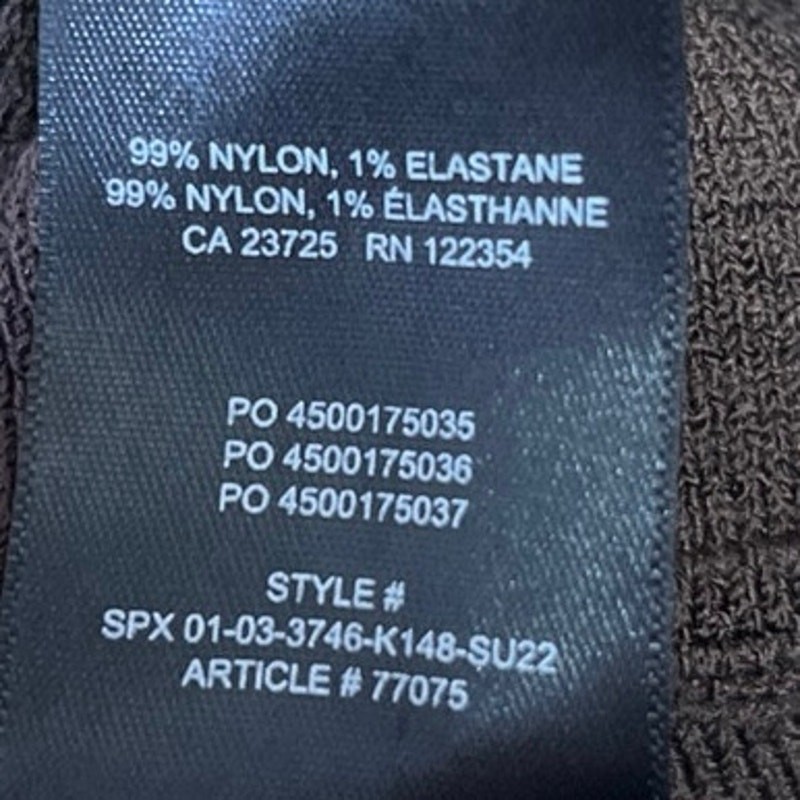 99% NYLON, 1% ELASTANE
99% NYLON, 1% ÉLASTHANNE
CA 23725 RN 122354
PO 4500175035
PO 4500175036
PO 4500175037
STYLE #
SPX 01-03-3746-K148-SU22
ARTICLE # 77075